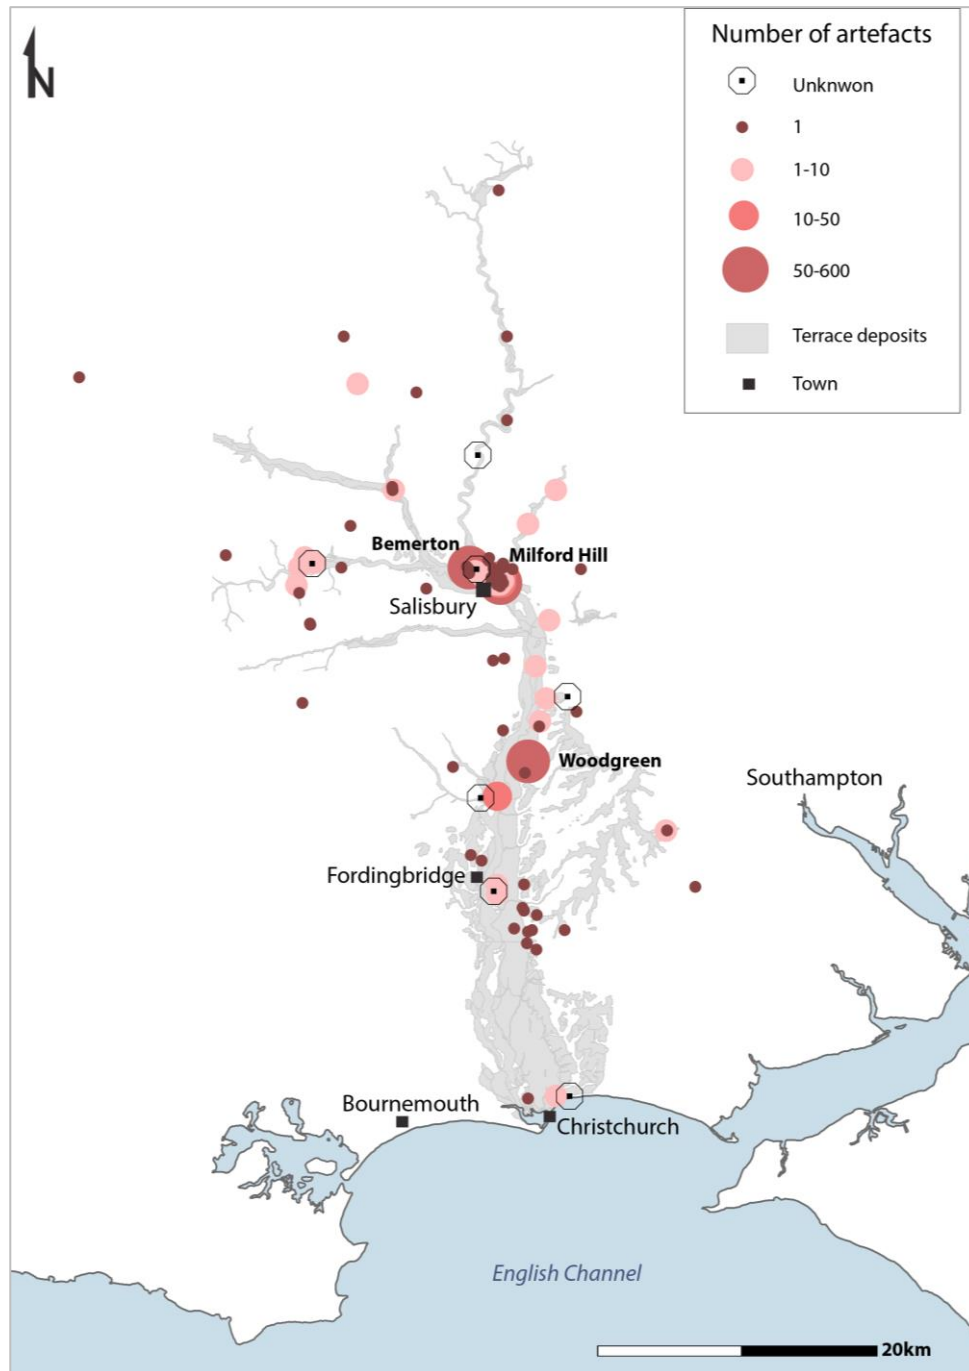 N
Number of artefacts
Unknwon
1
1-10
10-50
50-600
Terrace deposits
Town
Bemerton
Milford Hill
Salisbury
Woodgreen
Southampton
Fordingbridge
Bournemouth
Christchurch
English Channel
20km